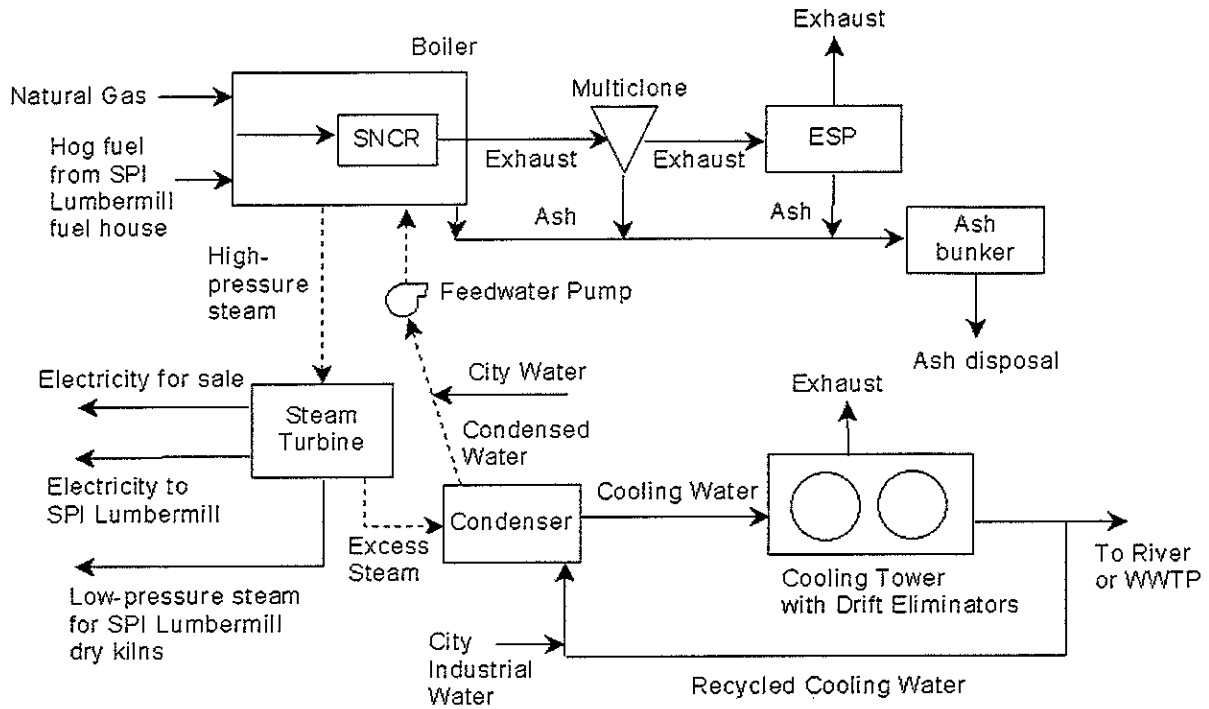 Exhaust
Boiler
Natural Gas
Multiclone
SNCR
ESP
Hog fuel
from SPI
Lumbermill
fuel house
Exhaust
Exhaust
Ash
Ash
Ash
bunker
High-
pressure
steam
Feedwater Pump
Ash disposal
Electricity for sale
City Water
Exhaust
Steam
Turbine
Condensed
Water
Electricity to
SPI Lumbermill
Condenser
Cooling Water
Excess
Steam
To River
or WWTP
Cooling Tower
with Drift Eliminators
Low-pressure steam
for SPI Lumbermill
dry kilns
City
Industrial
Water
Recycled Cooling Water